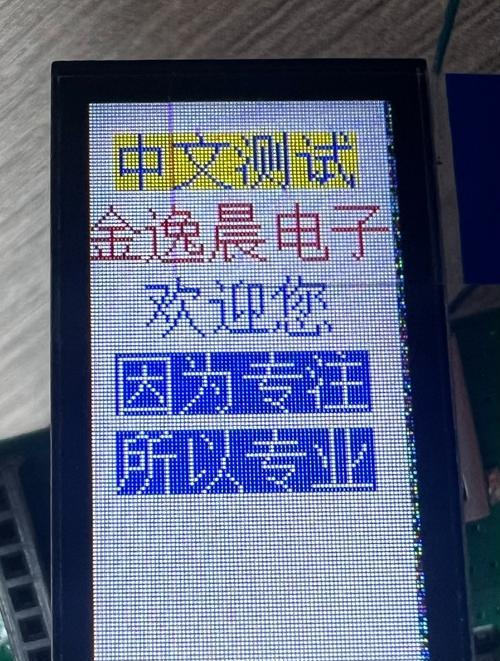 中文测试
金逸晨电子
欢迎您
因为专注
所以专业